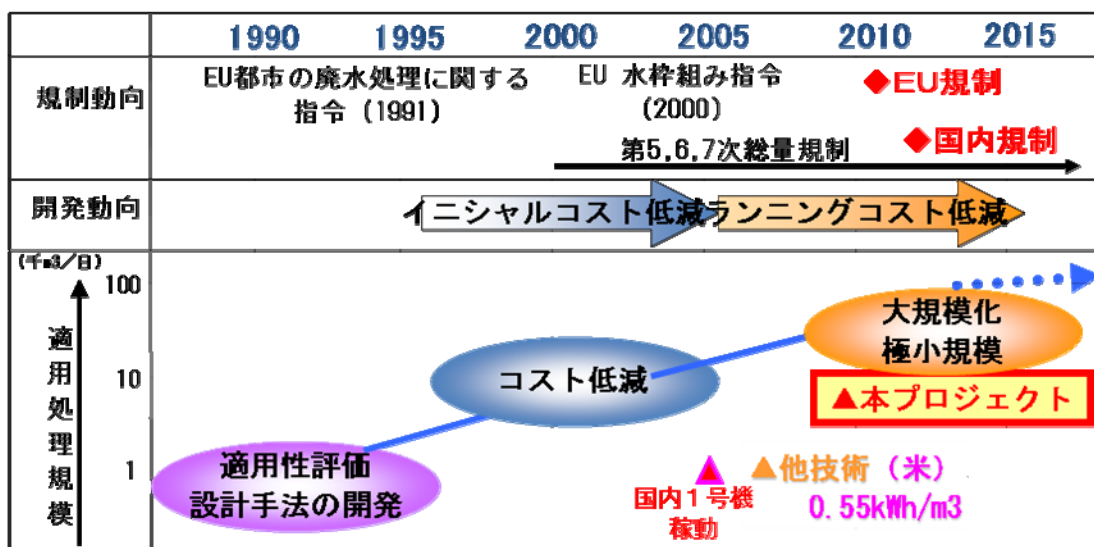 1990 1995 2000 2005 2010 2015
規制動向
EU都市の廃水処理に関する
指令（1991）
EU 水枠組み指令
（2000）
◆EU規制
◆国内規制
第5,6,7次総量規制
開発動向
イニシャルコスト低減
ランニングコスト低減
(千m3/日)
100
10
1
適用処理規模
大規模化
極小規模
コスト低減
▲本プロジェクト
適用性評価
設計手法の開発
国内１号機
稼動
▲他技術（米）
0.55kWh/m3